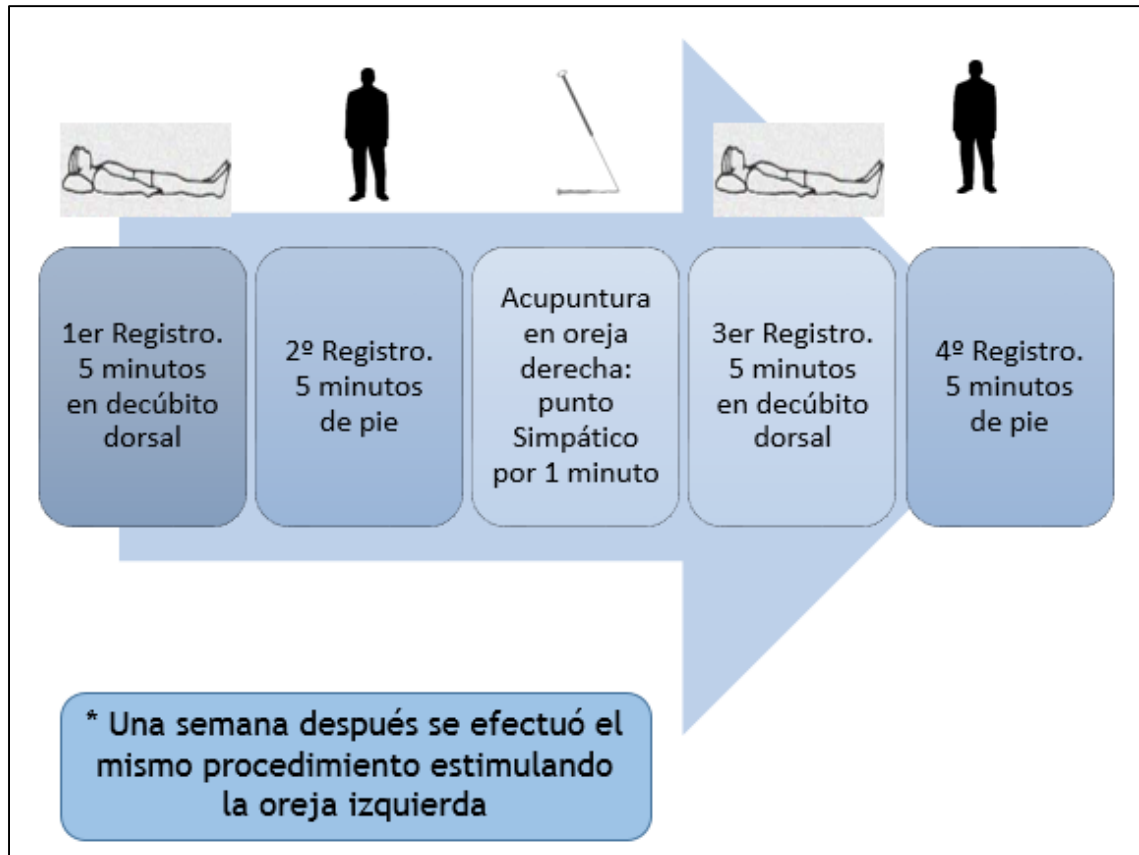 1er Registro.
5 minutos
en decúbito
dorsal
2º Registro.
5 minutos
de pie
Acupuntura
en oreja
derecha:
punto
Simpático
por 1 minuto
3er Registro.
5 minutos
en decúbito
dorsal
4º Registro.
5 minutos
de pie
* Una semana después se efectuó el
mismo procedimiento estimulando
la oreja izquierda